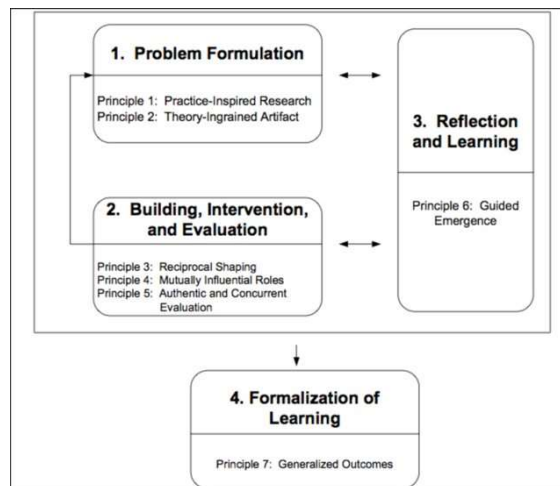 1. Problem Formulation
Principle 1: Practice-Inspired Research
Principle 2: Theory-Ingrained Artifact
2. Building, Intervention,
and Evaluation
Principle 3: Reciprocal Shaping
Principle 4: Mutually Influential Roles
Principle 5: Authentic and Concurrent
Evaluation
3. Reflection
and Learning
Principle 6: Guided
Emergence
4. Formalization of
Learning
Principle 7: Generalized Outcomes